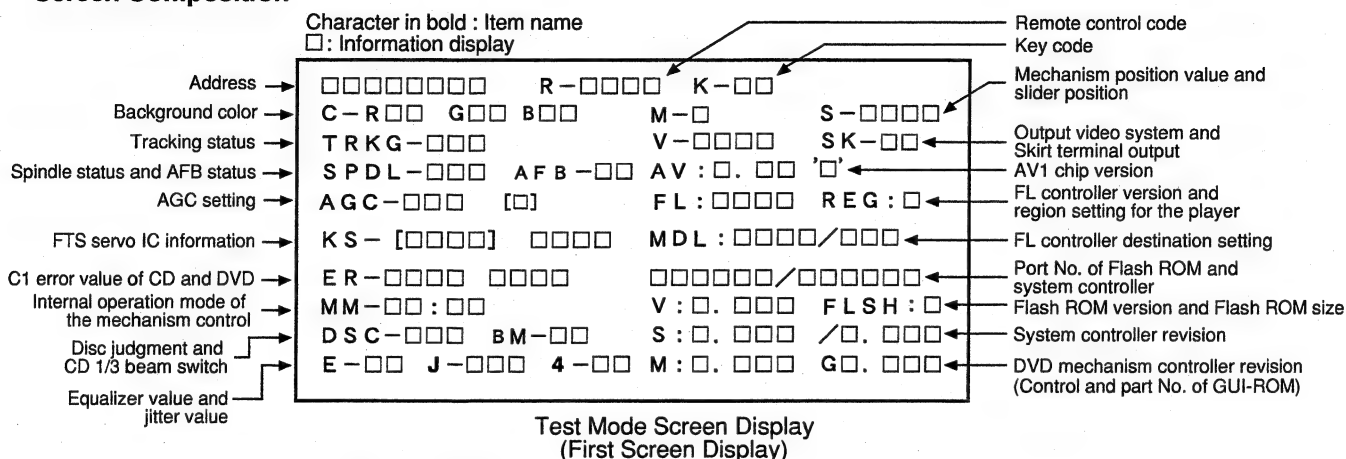 Screen Composition
Character in bold : Item name
□ : Information display
Remote control code
Key code
Address
□□□□□□□□ R-□□□□ K-□□
Mechanism position value and
slider position
Background color
C-R□□ G□□ B□□ M-□ S-□□□□
Tracking status
TRKG-□□□ V-□□□□ SK-□□
Output video system and
Skirt terminal output
Spindle status and AFB status
SPDL-□□□ AFB-□□ AV:□. □□ '□'
AV1 chip version
AGC setting
AGC-□□□ [□] FL:□□□□ REG:□
FL controller version and
region setting for the player
FTS servo IC information
KS-[□□□□] □□□□ MDL:□□□□/□□□
FL controller destination setting
C1 error value of CD and DVD
ER-□□□□ □□□□ □□□□□□/□□□□□□
Port No. of Flash ROM and
system controller
Internal operation mode of
the mechanism control
MM-□□:□□ V:□. □□□ FLSH:□
Flash ROM version and Flash ROM size
Disc judgment and
CD 1/3 beam switch
DSC-□□□ BM-□□ S:□. □□□ /□. □□□
System controller revision
Equalizer value and
jitter value
E-□□ J-□□□ 4-□□ M:□. □□□ G□. □□□
DVD mechanism controller revision
(Control and part No. of GUI-ROM)
Test Mode Screen Display
(First Screen Display)